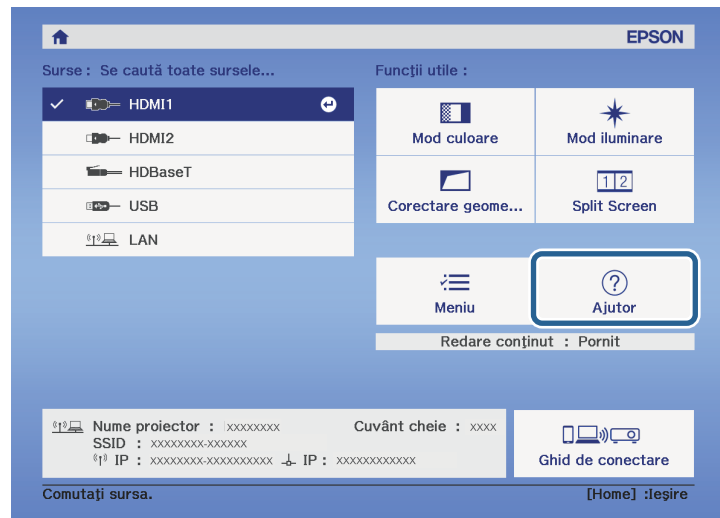 EPSON
Surse : Se caută toate sursele...
HDMI1
HDMI2
HDBaseT
USB
LAN
Funcții utile :
Mod culoare
Mod iluminare
Corectare geome...
1 2
Split Screen
Meniu
? Ajutor
Redare conținut : Pornit
Nume proiector : xxxxxxxx
Cuvânt cheie : xxxx
SSID : xxxxxxxx-xxxxxx
IP : xxxxxxxx-xxxxxxxxxx IP : xxxxxxxxxxxx
Ghid de conectare
Comutați sursa.
[Home] :Ieșire